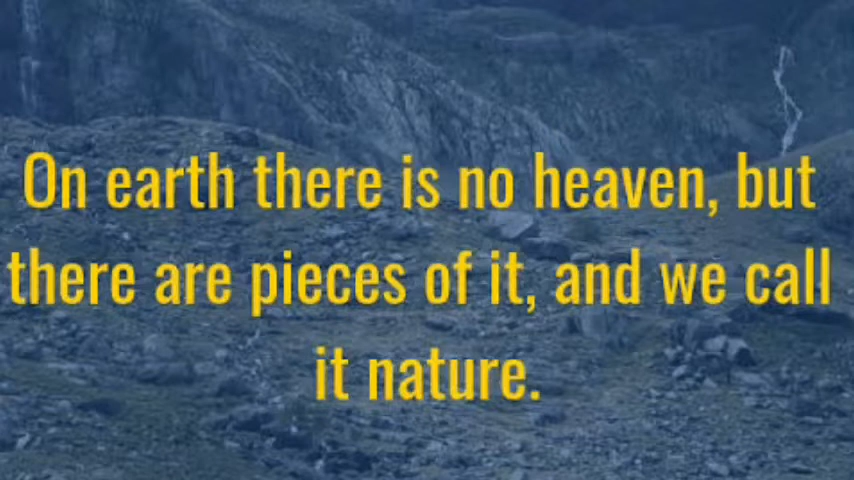 On earth there is no heaven, but
there are pieces of it, and we call
it nature.